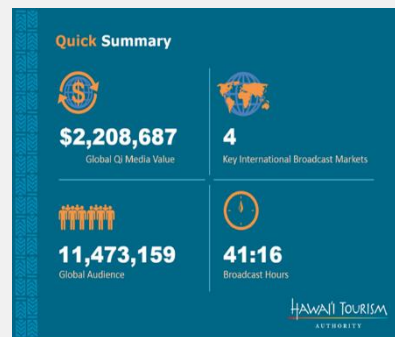 Quick Summary
$
$2,208,687
Global Qi Media Value
4
Key International Broadcast Markets
11,473,159
Global Audience
41:16
Broadcast Hours
HAWAIʻI TOURISM
AUTHORITY